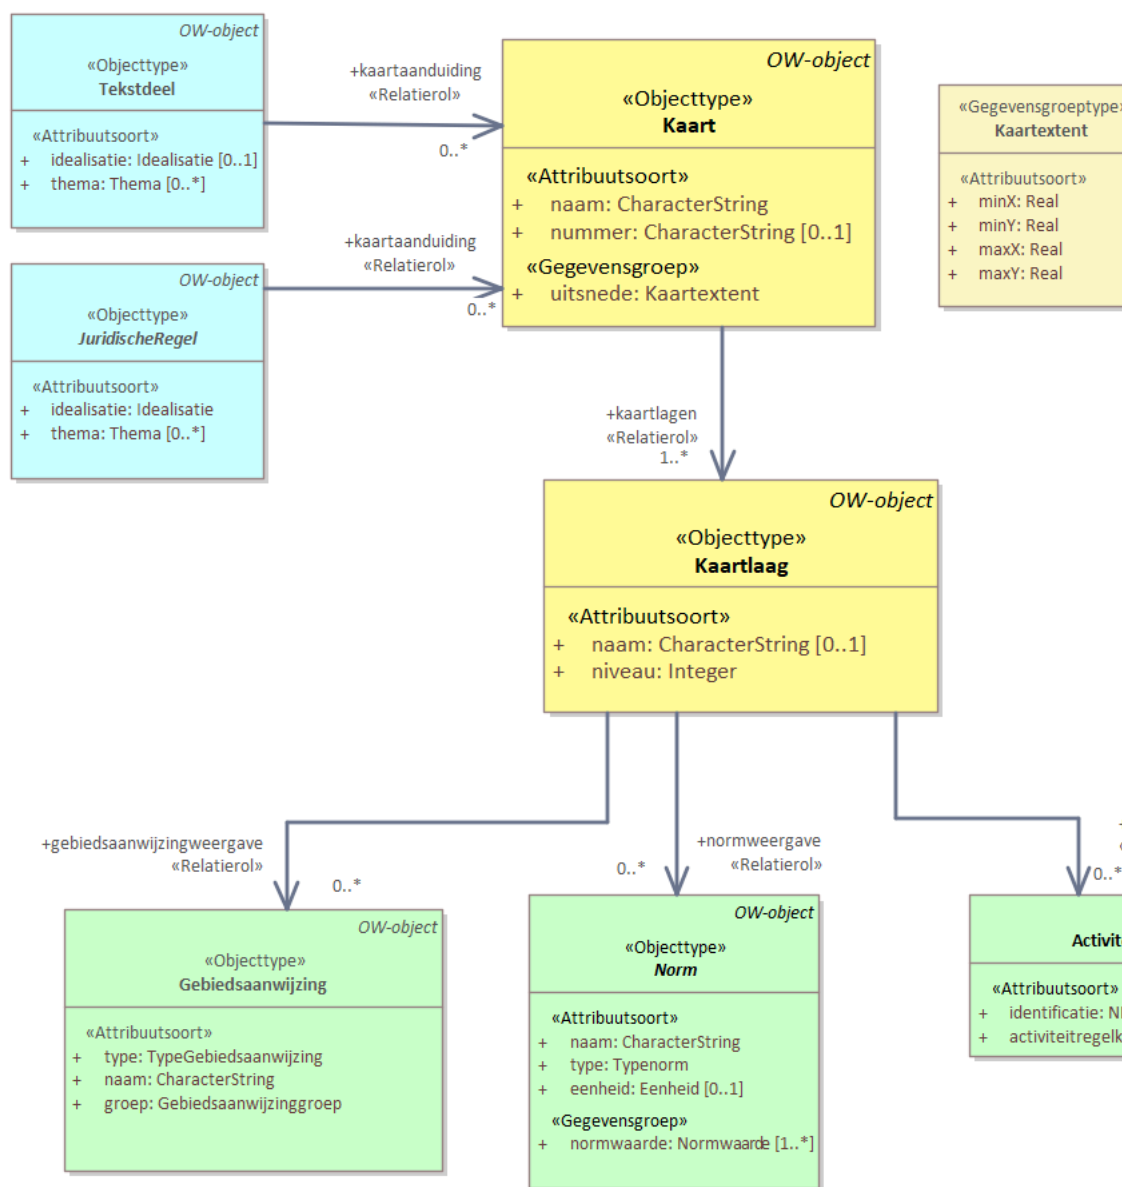 OW-object
«Objecttype»
Tekstdeel
«Attribuutsoort»
+ idealisatie: Idealisatie [0..1]
+ thema: Thema [0..*]
+kaartaanduiding
«Relatierol»
0..*
OW-object
«Objecttype»
Kaart
«Attribuutsoort»
+ naam: CharacterString
+ nummer: CharacterString [0..1]
«Gegevensgroep»
+ uitsnede: Kaartextent
«Gegevensgroeptype»
Kaartextent
«Attribuutsoort»
+ minX: Real
+ minY: Real
+ maxX: Real
+ maxY: Real
OW-object
«Objecttype»
JuridischeRegel
«Attribuutsoort»
+ idealisatie: Idealisatie
+ thema: Thema [0..*]
+kaartaanduiding
«Relatierol»
0..*
+kaartlagen
«Relatierol»
1..*
OW-object
«Objecttype»
Kaartlaag
«Attribuutsoort»
+ naam: CharacterString [0..1]
+ niveau: Integer
+gebiedsaanwijzingweergave
«Relatierol»
0..*
+normweergave
«Relatierol»
0..*
0..*
OW-object
«Objecttype»
Gebiedsaanwijzing
«Attribuutsoort»
+ type: TypeGebiedsaanwijzing
+ naam: CharacterString
+ groep: Gebiedsaanwijzinggroep
OW-object
«Objecttype»
Norm
«Attribuutsoort»
+ naam: CharacterString
+ type: Typenorm
+ eenheid: Eenheid [0..1]
«Gegevensgroep»
+ normwaarde: Normwaarde [1..*]
Activit
«Attribuutsoort»
+ identificatie: N
+ activiteitregelk